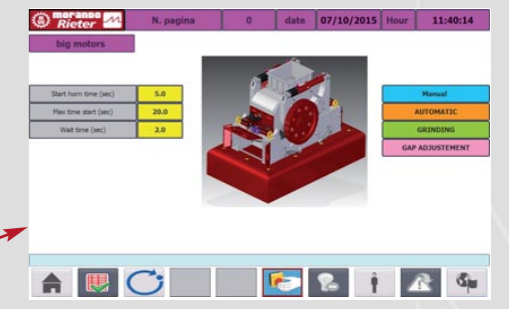 morando Rieter N. pagina 0 date 07/10/2015 Hour 11:40:14
big motors
Start horn time (sec) 5.0
Max time start (sec) 20.0
Wait time (sec) 2.0
Manual
AUTOMATIC
GRINDING
GAP ADJUSTEMENT